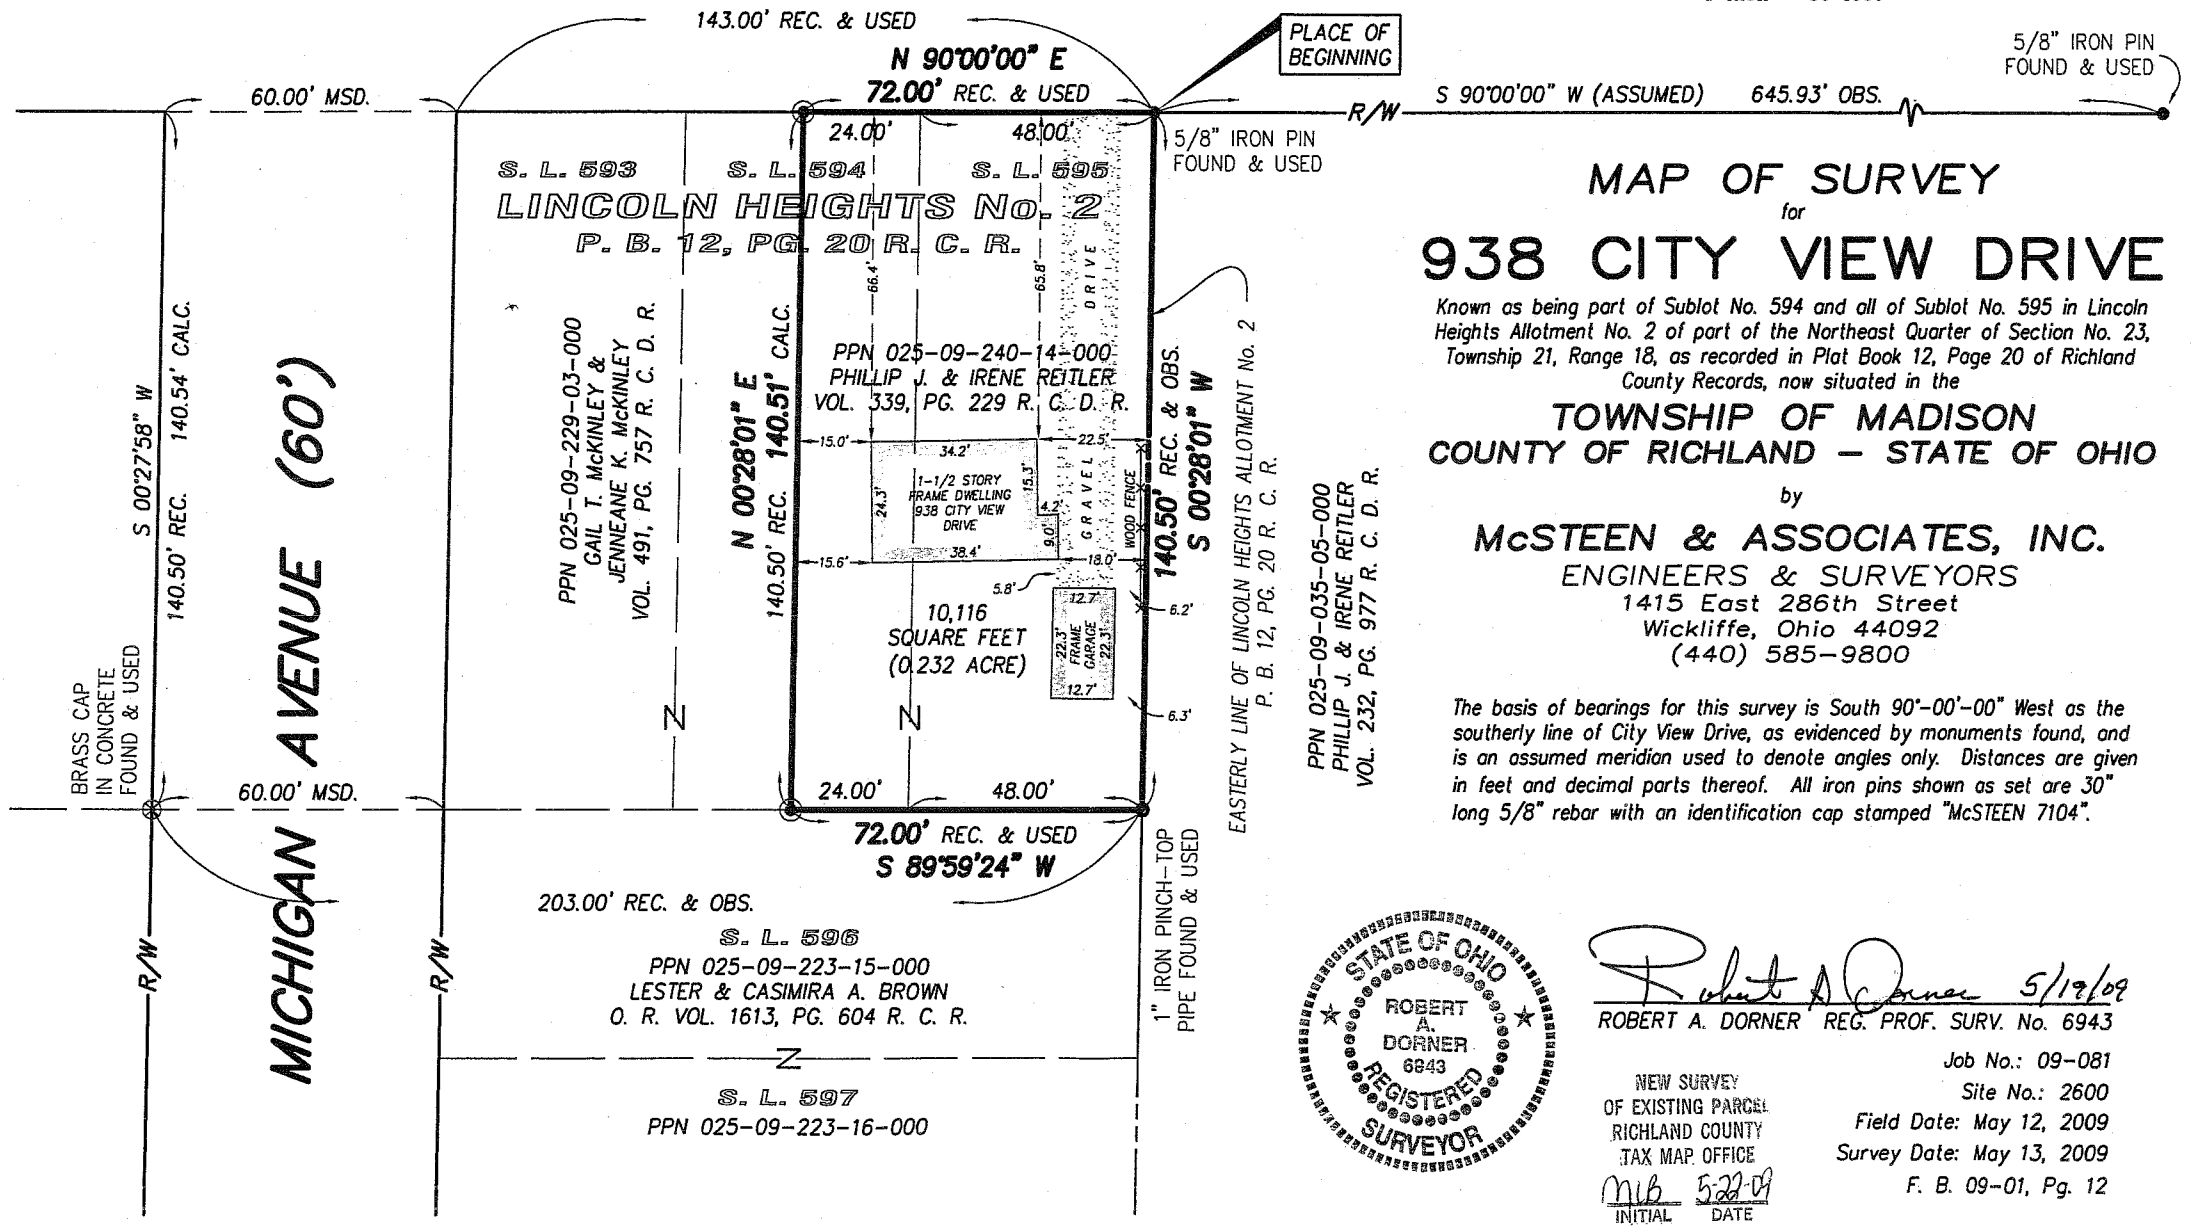 143.00' REC. & USED
N 90°00'00" E
72.00' REC. & USED
PLACE OF
BEGINNING
5/8" IRON PIN
FOUND & USED
60.00' MSD.
R/W
S 90°00'00" W (ASSUMED) 645.93' OBS.
24.00'
48.00'
5/8" IRON PIN
FOUND & USED
S. L. 593
S. L. 594
S. L. 595
LINCOLN HEIGHTS No. 2
P. B. 12, PG. 20 R. C. R.
66.4'
65.8'
GRAVEL DRIVE
S 00°27'58" W
140.50' REC. 140.54' CALC.
MICHIGAN AVENUE (60')
PPN 025-09-229-03-000
GAIL T. McKINLEY &
JENNEANE K. McKINLEY
VOL. 491, PG. 757 R. C. D. R.
N 00°28'01" E
140.50' REC. 140.51' CALC.
PPN 025-09-240-14-000
PHILLIP J. & IRENE REITLER
VOL. 339, PG. 229 R. C. D. R.
15.0'
34.2'
22.5'
24.3'
1-1/2 STORY
FRAME DWELLING
938 CITY VIEW
DRIVE
15.3'
4.2'
9.0'
WOOD FENCE
15.6'
38.4'
18.0'
5.8'
12.7'
6.2'
22.3'
FRAME
GARAGE
22.3'
12.7'
6.3'
10,116
SQUARE FEET
(0.232 ACRE)
140.50' REC. & OBS.
S 00°28'01" W
EASTERLY LINE OF LINCOLN HEIGHTS ALLOTMENT No. 2
P. B. 12, PG. 20 R. C. R.
PPN 025-09-035-05-000
PHILLIP J. & IRENE REITLER
VOL. 232, PG. 977 R. C. D. R.
BRASS CAP
IN CONCRETE
FOUND & USED
60.00' MSD.
Z
Z
24.00'
48.00'
72.00' REC. & USED
S 89°59'24" W
1" IRON PINCH-TOP
PIPE FOUND & USED
203.00' REC. & OBS.
R/W
R/W
S. L. 596
PPN 025-09-223-15-000
LESTER & CASIMIRA A. BROWN
O. R. VOL. 1613, PG. 604 R. C. R.
Z
S. L. 597
PPN 025-09-223-16-000
MAP OF SURVEY
for
938 CITY VIEW DRIVE
Known as being part of Sublot No. 594 and all of Sublot No. 595 in Lincoln
Heights Allotment No. 2 of part of the Northeast Quarter of Section No. 23,
Township 21, Range 18, as recorded in Plat Book 12, Page 20 of Richland
County Records, now situated in the
TOWNSHIP OF MADISON
COUNTY OF RICHLAND - STATE OF OHIO
by
McSTEEN & ASSOCIATES, INC.
ENGINEERS & SURVEYORS
1415 East 286th Street
Wickliffe, Ohio 44092
(440) 585-9800
The basis of bearings for this survey is South 90°-00'-00" West as the
southerly line of City View Drive, as evidenced by monuments found, and
is an assumed meridian used to denote angles only. Distances are given
in feet and decimal parts thereof. All iron pins shown as set are 30"
long 5/8" rebar with an identification cap stamped "McSTEEN 7104".
STATE OF OHIO
ROBERT
A.
DORNER
6943
REGISTERED
SURVEYOR
Robert A Dorner 5/19/09
ROBERT A. DORNER REG. PROF. SURV. No. 6943
Job No.: 09-081
Site No.: 2600
Field Date: May 12, 2009
Survey Date: May 13, 2009
F. B. 09-01, Pg. 12
NEW SURVEY
OF EXISTING PARCEL
RICHLAND COUNTY
TAX MAP OFFICE
MIB 5-22-09
INITIAL DATE